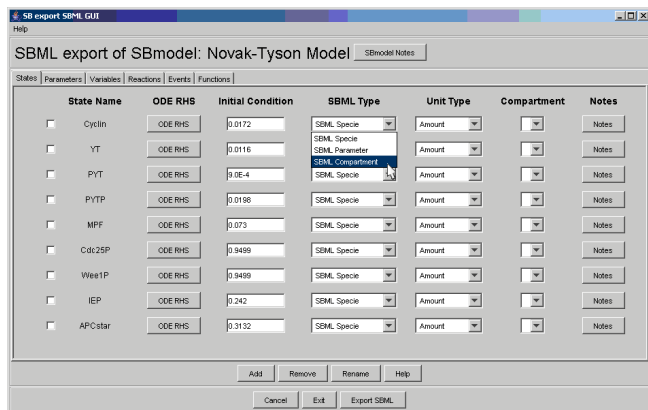 SB export SBML GUI
Help
SBML export of SBmodel: Novak-Tyson Model SBmodel Notes
States Parameters Variables Reactions Events Functions
State Name ODE RHS Initial Condition SBML Type Unit Type Compartment Notes
Cyclin ODE RHS 0.0172 SBML Specie Amount Notes
SBML Specie
YT ODE RHS 0.0116 SBML Parameter Amount Notes
SBML Compartment
PYT ODE RHS 9.0E-4 SBML Specie Amount Notes
PYTP ODE RHS 0.0198 SBML Specie Amount Notes
MPF ODE RHS 0.073 SBML Specie Amount Notes
Cdc25P ODE RHS 0.9499 SBML Specie Amount Notes
Wee1P ODE RHS 0.9499 SBML Specie Amount Notes
IEP ODE RHS 0.242 SBML Specie Amount Notes
APCstar ODE RHS 0.3132 SBML Specie Amount Notes
Add Remove Rename Help
Cancel Exit Export SBML